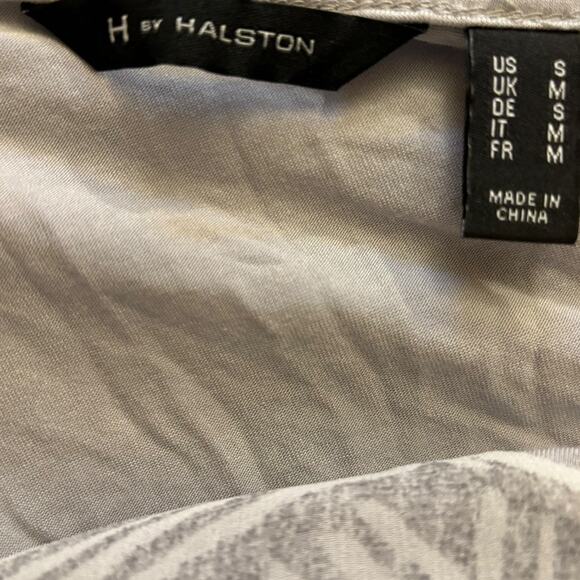 H BY HALSTON
US S
UK M
DE S
IT M
FR M
MADE IN
CHINA